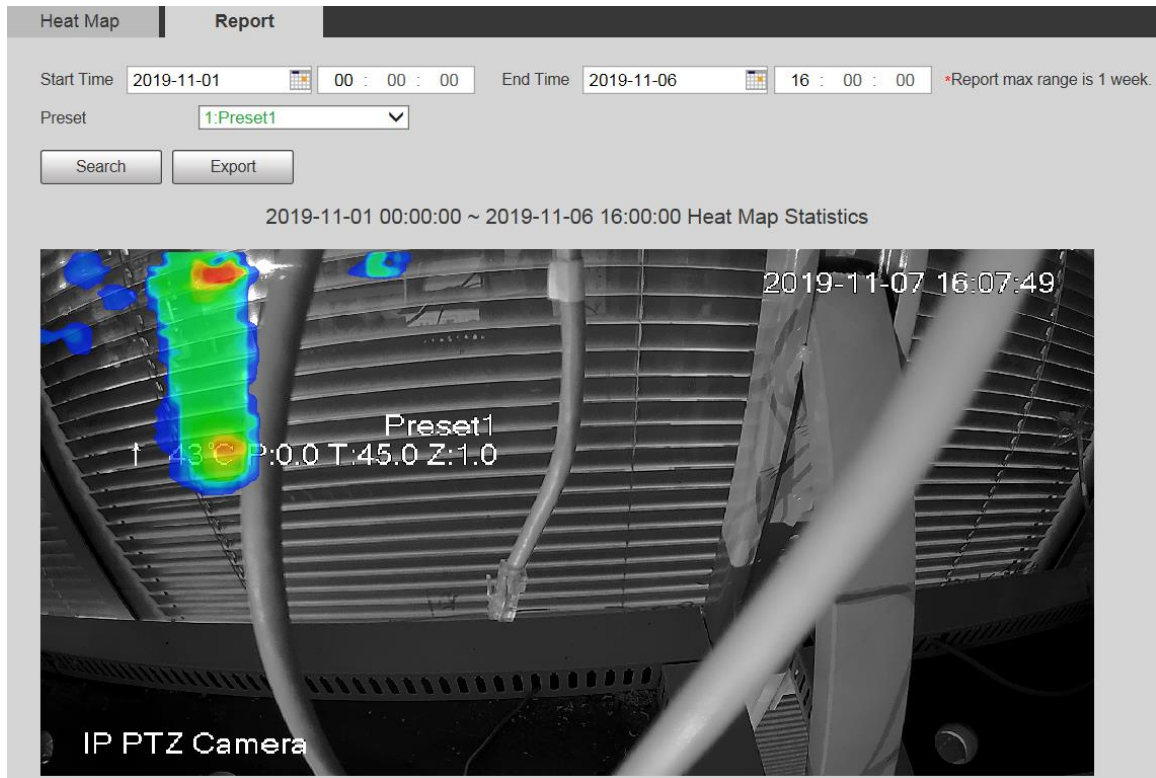 Heat Map Report
Start Time 2019-11-01 00 : 00 : 00 End Time 2019-11-06 16 : 00 : 00 *Report max range is 1 week.
Preset 1:Preset1
Search Export
2019-11-01 00:00:00 ~ 2019-11-06 16:00:00 Heat Map Statistics
2019-11-07 16:07:49
Preset1
↑ 43°C P:0.0 T:45.0 Z:1.0
IP PTZ Camera